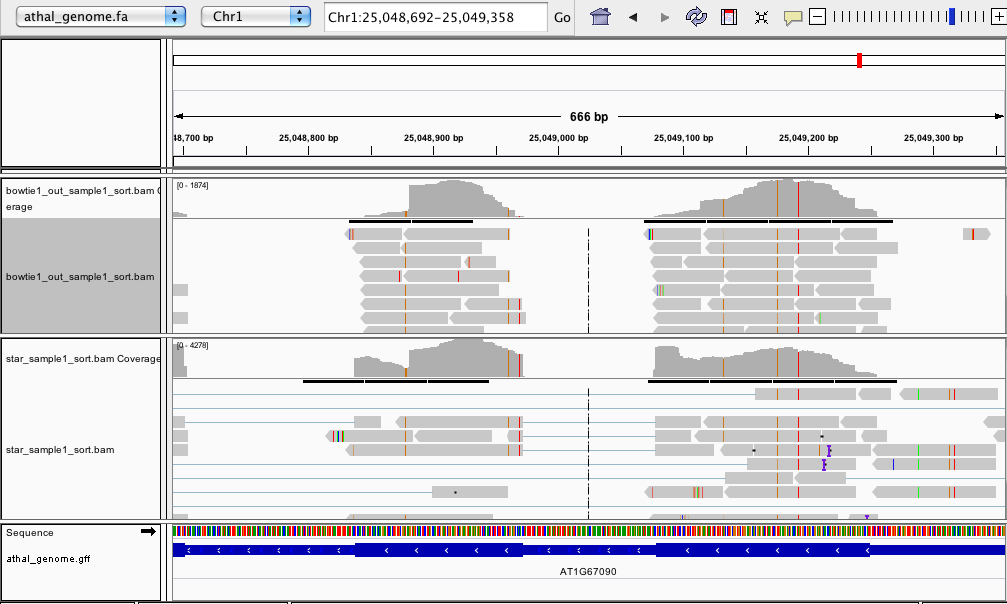 athal_genome.fa Chr1 Chr1:25,048,692-25,049,358 Go
666 bp
48,700 bp 25,048,800 bp 25,048,900 bp 25,049,000 bp 25,049,100 bp 25,049,200 bp 25,049,300 bp
bowtie1_out_sample1_sort.bam C
erage
[0 - 1874]
bowtie1_out_sample1_sort.bam
star_sample1_sort.bam Coverage
[0 - 4278]
star_sample1_sort.bam
Sequence
athal_genome.gff
AT1G67090